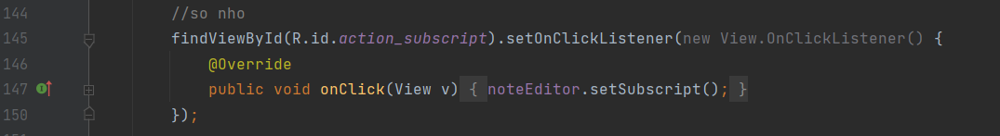 144 //so nho
145 findViewById(R.id.action_subscript).setOnClickListener(new View.OnClickListener() {
146 @Override
147 public void onClick(View v) { noteEditor.setSubscript(); }
150 });